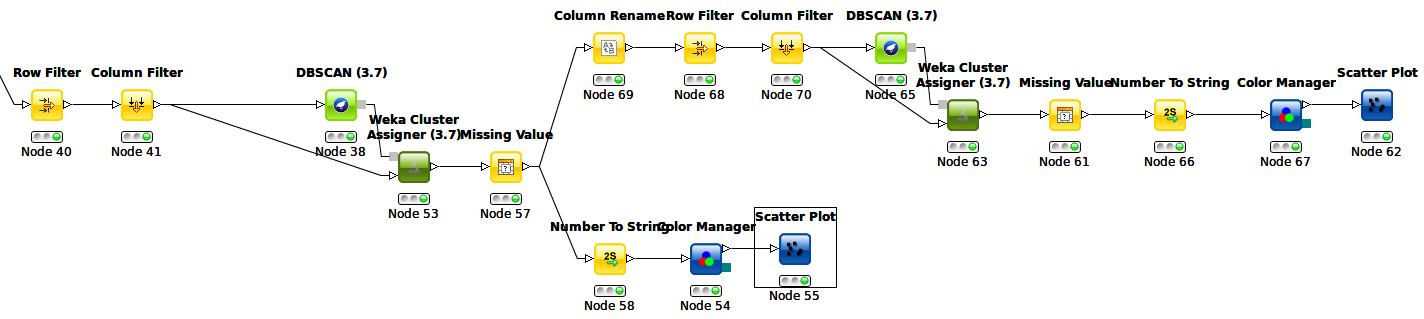 Column Rename Row Filter Column Filter DBSCAN (3.7)
Node 69 Node 68 Node 70 Node 65
Row Filter Column Filter DBSCAN (3.7)
Node 40 Node 41 Node 38
Weka Cluster
Assigner (3.7) Missing Value
Node 53 Node 57
Weka Cluster
Assigner (3.7) Missing Value Number To String Color Manager Scatter Plot
Node 63 Node 61 Node 66 Node 67 Node 62
Number To String Color Manager Scatter Plot
Node 58 Node 54 Node 55